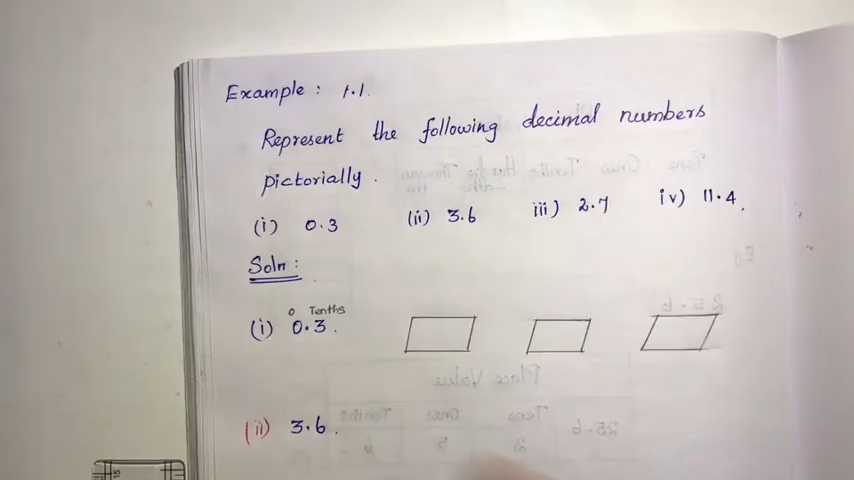 Example : 1.1.
Represent the following decimal numbers
pictorially.
(i) 0.3 (ii) 3.6 iii) 2.7 iv) 11.4.
Soln :
0 Tenths
(i) 0.3.
(ii) 3.6.
15